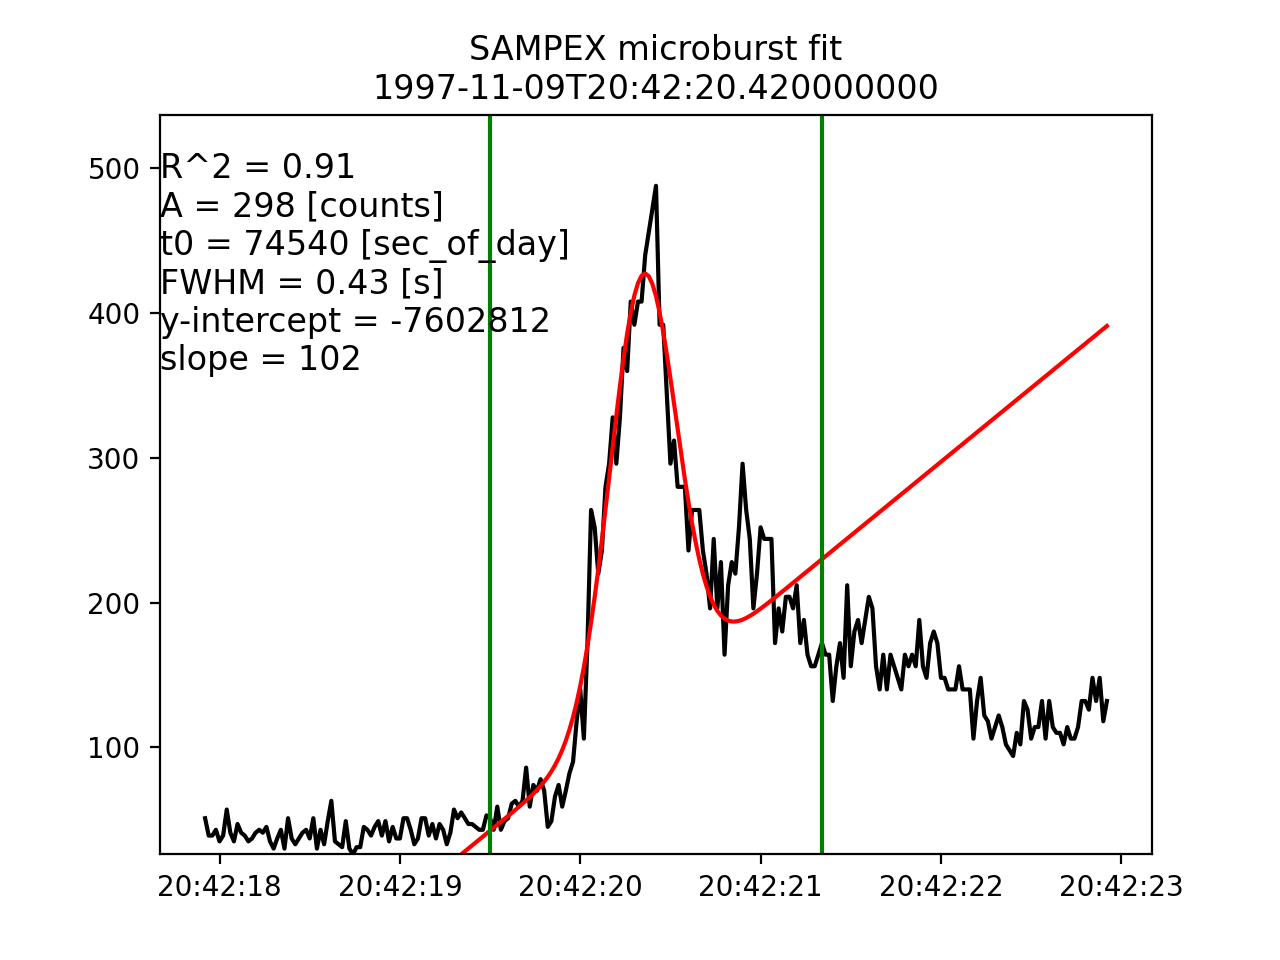 SAMPEX microburst fit
1997-11-09T20:42:20.420000000
R^2 = 0.91
A = 298 [counts]
t0 = 74540 [sec_of_day]
FWHM = 0.43 [s]
y-intercept = -7602812
slope = 102
500
400
300
200
100
20:42:18 20:42:19 20:42:20 20:42:21 20:42:22 20:42:23